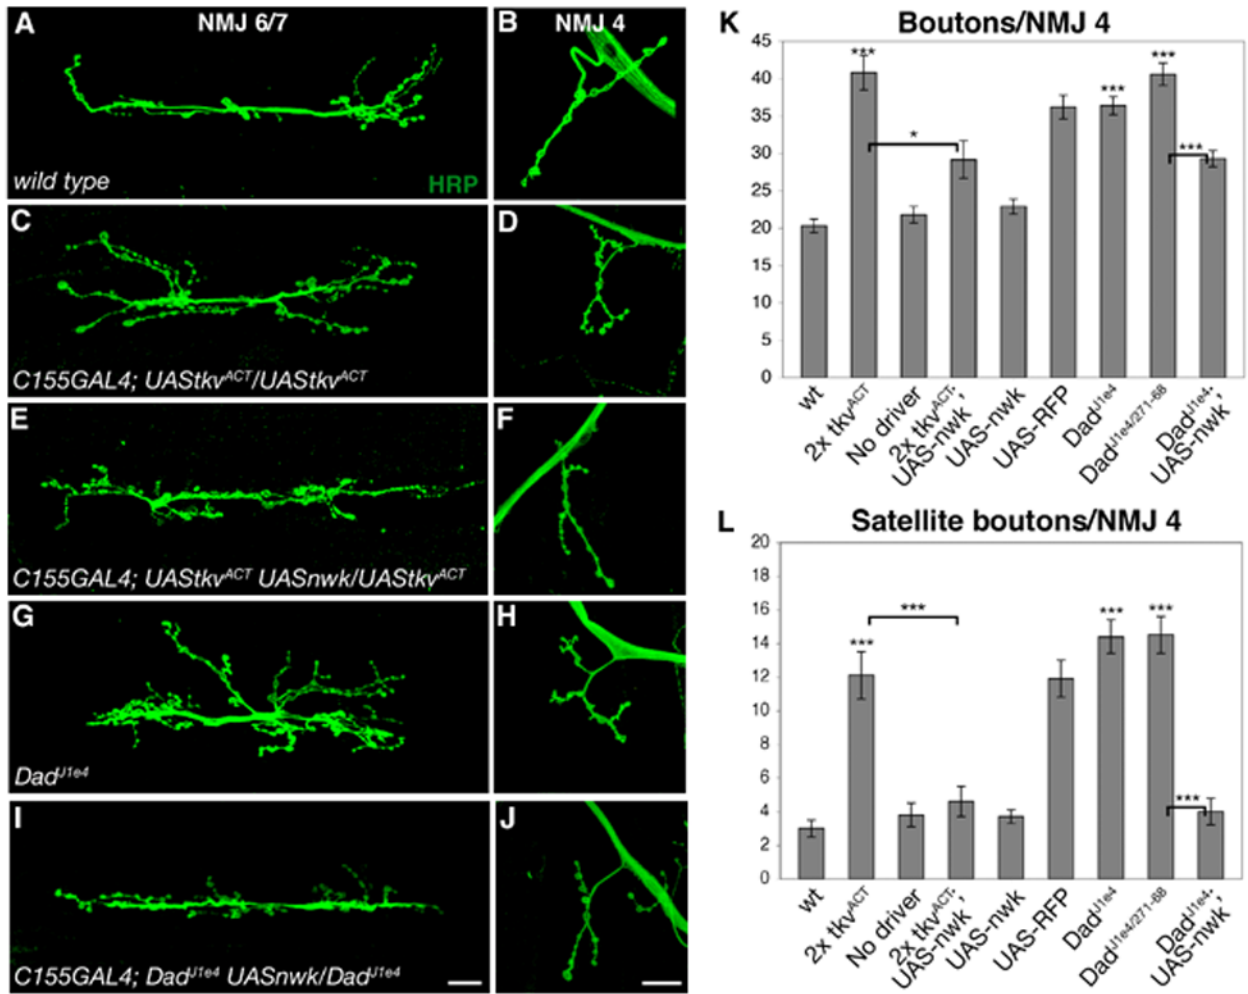 A
NMJ 6/7
wild type
HRP
B
NMJ 4
C
C155GAL4; UAStkvACT/UAStkvACT
D
E
C155GAL4; UAStkvACT UASnwk/UAStkvACT
F
G
DadJ1e4
H
I
C155GAL4; DadJ1e4 UASnwk/DadJ1e4
J
K
Boutons/NMJ 4
45
40
35
30
25
20
15
10
5
0
***
*
***
***
***
wt
2x tkvACT
No driver
2x tkvACT;
UAS-nwk
UAS-nwk
UAS-RFP
DadJ1e4
DadJ1e4/271-68
DadJ1e4;
UAS-nwk
L
Satellite boutons/NMJ 4
20
18
16
14
12
10
8
6
4
2
0
***
***
***
***
***
wt
2x tkvACT
No driver
2x tkvACT;
UAS-nwk
UAS-nwk
UAS-RFP
DadJ1e4
DadJ1e4/271-68
DadJ1e4;
UAS-nwk